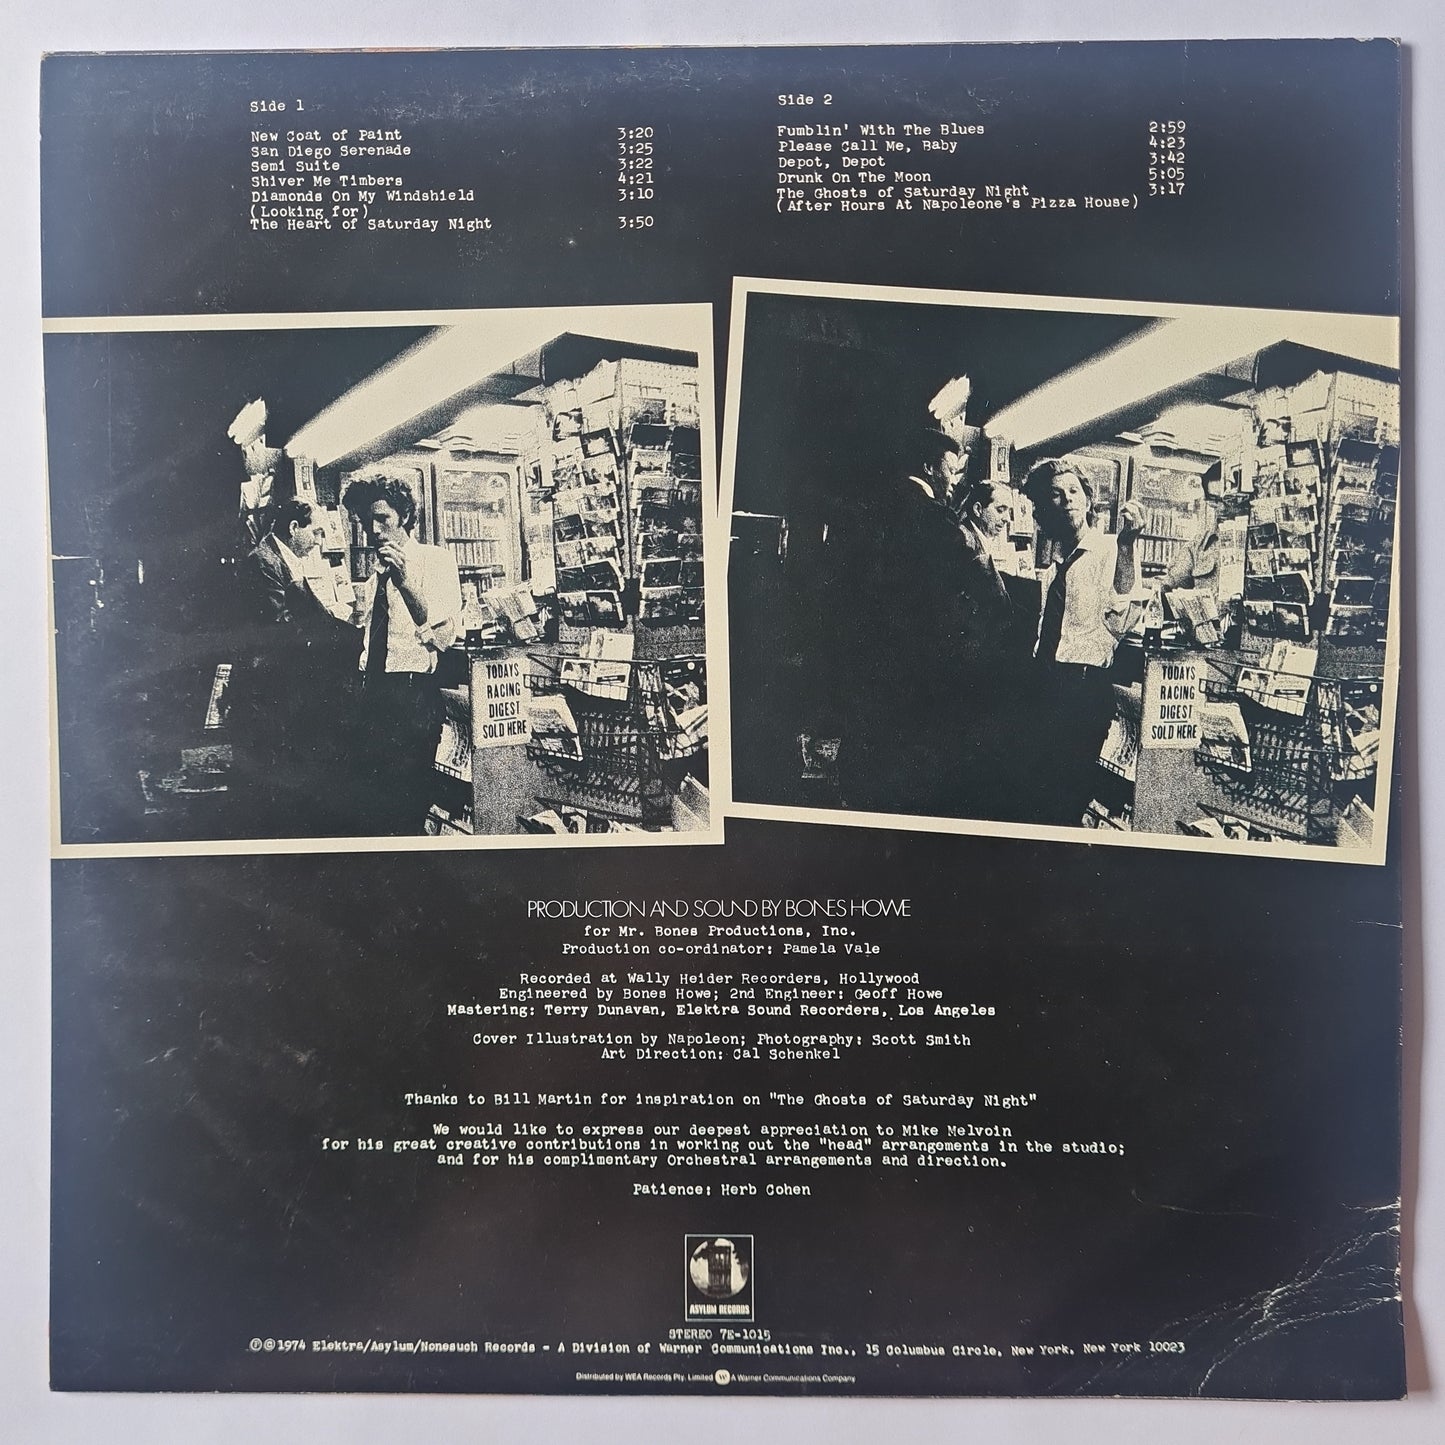 Side 1
New Coat of Paint 3:20
San Diego Serenade 3:25
Semi Suite 3:22
Shiver Me Timbers 4:21
Diamonds On My Windshield 3:10
(Looking for)
The Heart of Saturday Night 3:50
Side 2
Fumblin' With The Blues 2:59
Please Call Me, Baby 4:23
Depot, Depot 3:42
Drunk On The Moon 5:05
The Ghosts of Saturday Night 3:17
(After Hours At Napoleone's Pizza House)
TODAYS
RACING
DIGEST
SOLD HERE
TODAYS
RACING
DIGEST
SOLD HERE
PRODUCTION AND SOUND BY BONES HOWE
for Mr. Bones Productions, Inc.
Production co-ordinator: Pamela Vale
Recorded at Wally Heider Recorders, Hollywood
Engineered by Bones Howe; 2nd Engineer: Geoff Howe
Mastering: Terry Dunavan, Elektra Sound Recorders, Los Angeles
Cover Illustration by Napoleon; Photography: Scott Smith
Art Direction: Cal Schenkel
Thanks to Bill Martin for inspiration on "The Ghosts of Saturday Night"
We would like to express our deepest appreciation to Mike Melvoin
for his great creative contributions in working out the "head" arrangements in the studio;
and for his complimentary Orchestral arrangements and direction.
Patience: Herb Cohen
ASYLUM RECORDS
STEREO 7E-1015
℗©1974 Elektra/Asylum/Nonesuch Records - A Division of Warner Communications Inc., 15 Columbus Circle, New York, New York 10023
Distributed by WEA Records Pty. Limited W A Warner Communications Company